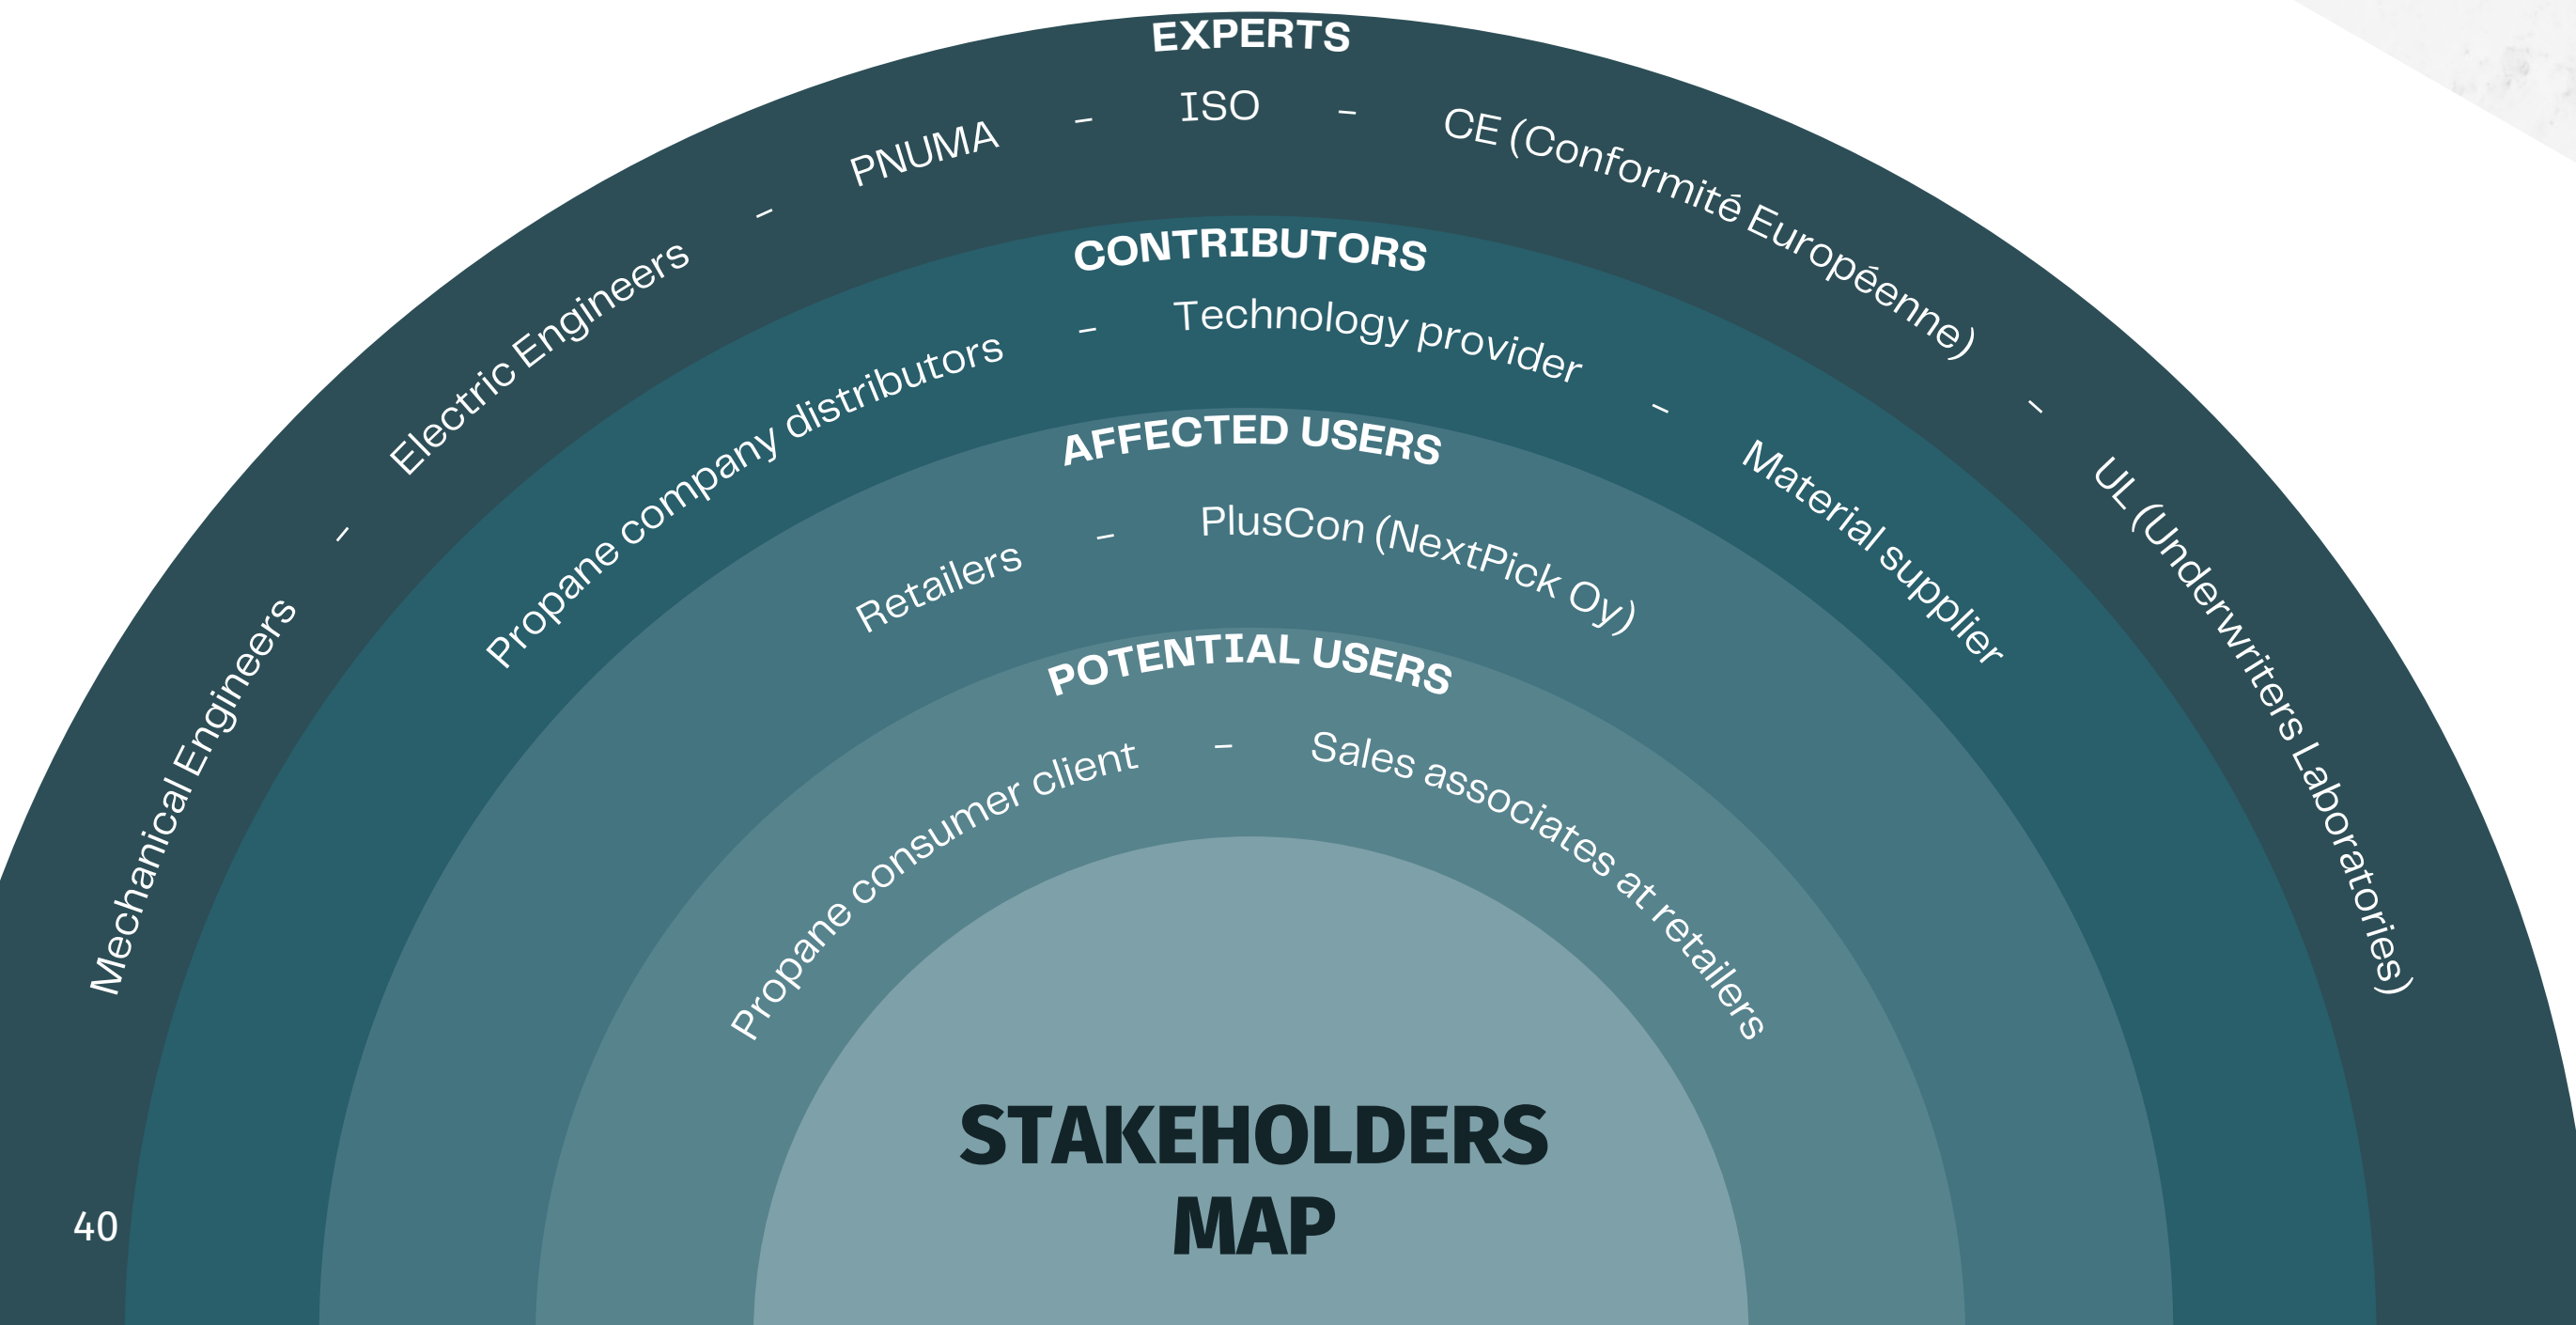 EXPERTS
Mechanical Engineers – Electric Engineers – PNUMA – ISO – CE (Conformité Européenne) – UL (Underwriters Laboratories)
CONTRIBUTORS
Propane company distributors – Technology provider – Material supplier
AFFECTED USERS
Retailers – PlusCon (NextPick Oy)
POTENTIAL USERS
Propane consumer client – Sales associates at retailers
STAKEHOLDERS
MAP
40